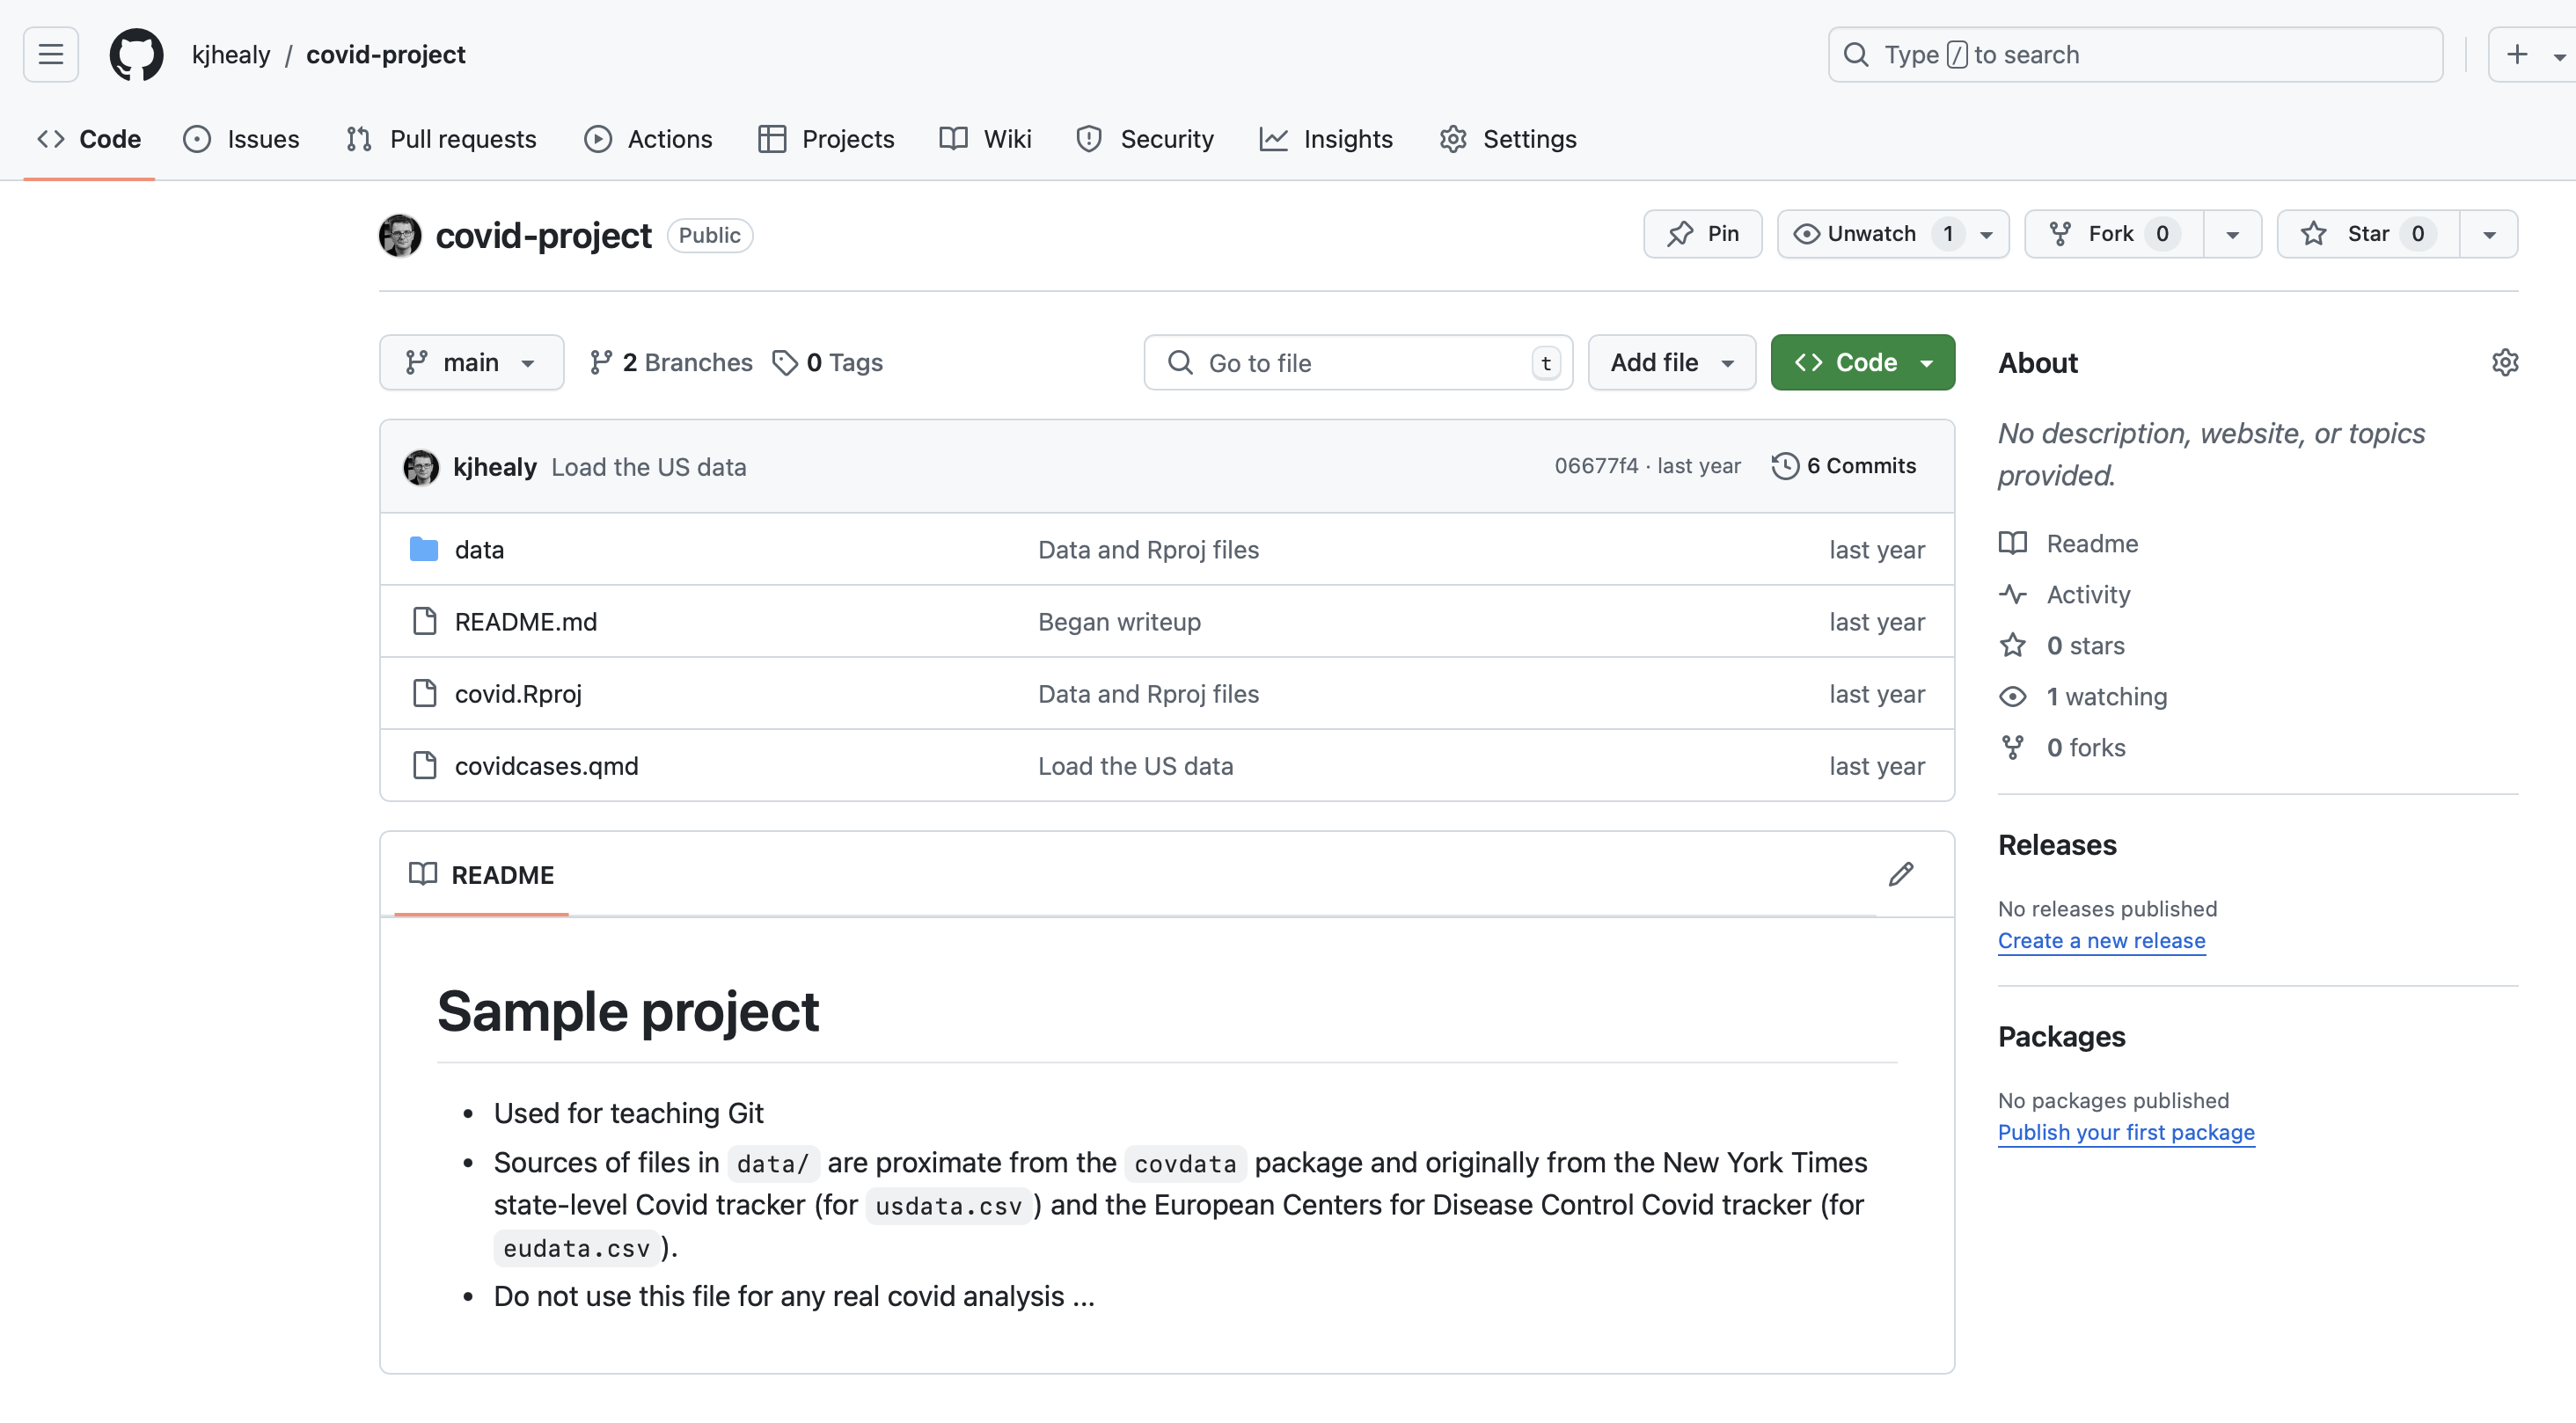 kjhealy / covid-project
Type / to search
Code Issues Pull requests Actions Projects Wiki Security Insights Settings
covid-project Public
Pin Unwatch 1 Fork 0 Star 0
main 2 Branches 0 Tags
Go to file t Add file Code
kjhealy Load the US data 06677f4 · last year 6 Commits
data Data and Rproj files last year
README.md Began writeup last year
covid.Rproj Data and Rproj files last year
covidcases.qmd Load the US data last year
README
Sample project
• Used for teaching Git
• Sources of files in data/ are proximate from the covdata package and originally from the New York Times
state-level Covid tracker (for usdata.csv ) and the European Centers for Disease Control Covid tracker (for
eudata.csv ).
• Do not use this file for any real covid analysis ...
About
No description, website, or topics
provided.
Readme
Activity
0 stars
1 watching
0 forks
Releases
No releases published
Create a new release
Packages
No packages published
Publish your first package